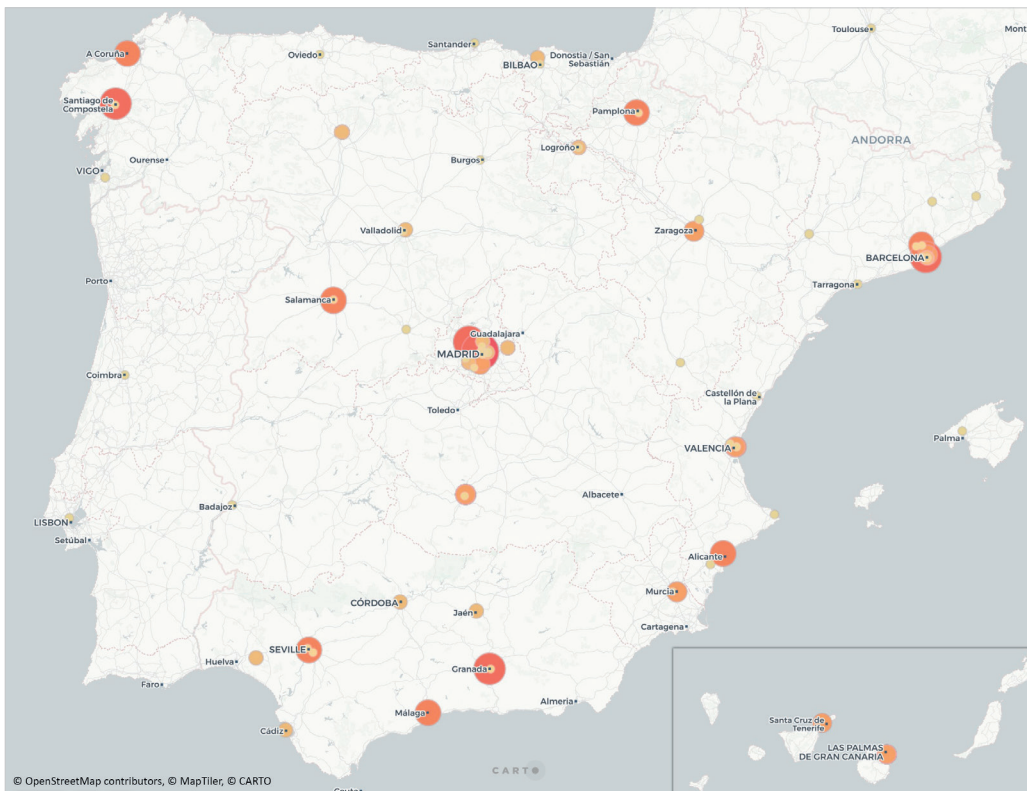 Toulouse
Mont
A Coruña
Oviedo
Santander
BILBAO
Donostia / San
Sebastián
Santiago de
Compostela
Pamplona
ANDORRA
Ourense
Burgos
Logroño
VIGO
Valladolid
Zaragoza
BARCELONA
Porto
Tarragona
Salamanca
Guadalajara
MADRID
Coimbra
Castellón de
la Plana
Toledo
Palma
VALENCIA
Albacete
Badajoz
LISBON
Setúbal
Alicante
Murcia
CÓRDOBA
Jaén
Cartagena
SEVILLE
Huelva
Granada
Faro
Almeria
Málaga
Cádiz
Santa Cruz de
Tenerife
LAS PALMAS
DE GRAN CANARIA
CARTO
© OpenStreetMap contributors, © MapTiler, © CARTO